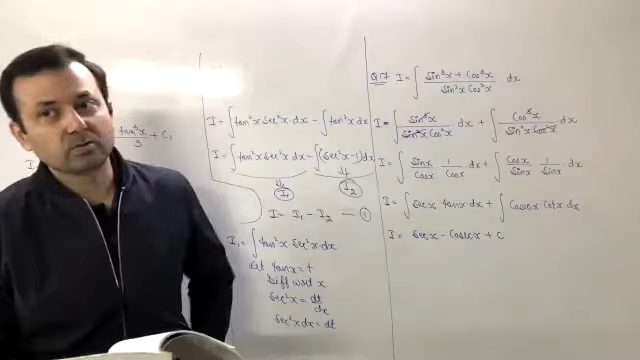 tan³x/3 + C₁
I
I = ∫tan²x sec²x dx − ∫tan²x dx
I = ∫tan²x sec²x dx − ∫(sec²x−1)dx
I₁ I₂
I = I₁ − I₂ — ①
I₁ = ∫tan²x sec²x dx
let tanx = t
Diff w.r.t x
sec²x = dt/dx
sec²x dx = dt
Q17 I = ∫ (sin³x + cos³x)/(sin²x cos²x) dx
I = ∫ sin³x/(sin²x cos²x) dx + ∫ cos³x/(sin²x cos²x) dx
I = ∫ sinx/cosx 1/cosx dx + ∫ cosx/sinx 1/sinx dx
I = ∫ secx tanx dx + ∫ cosecx cotx dx
I = secx − cosecx + C